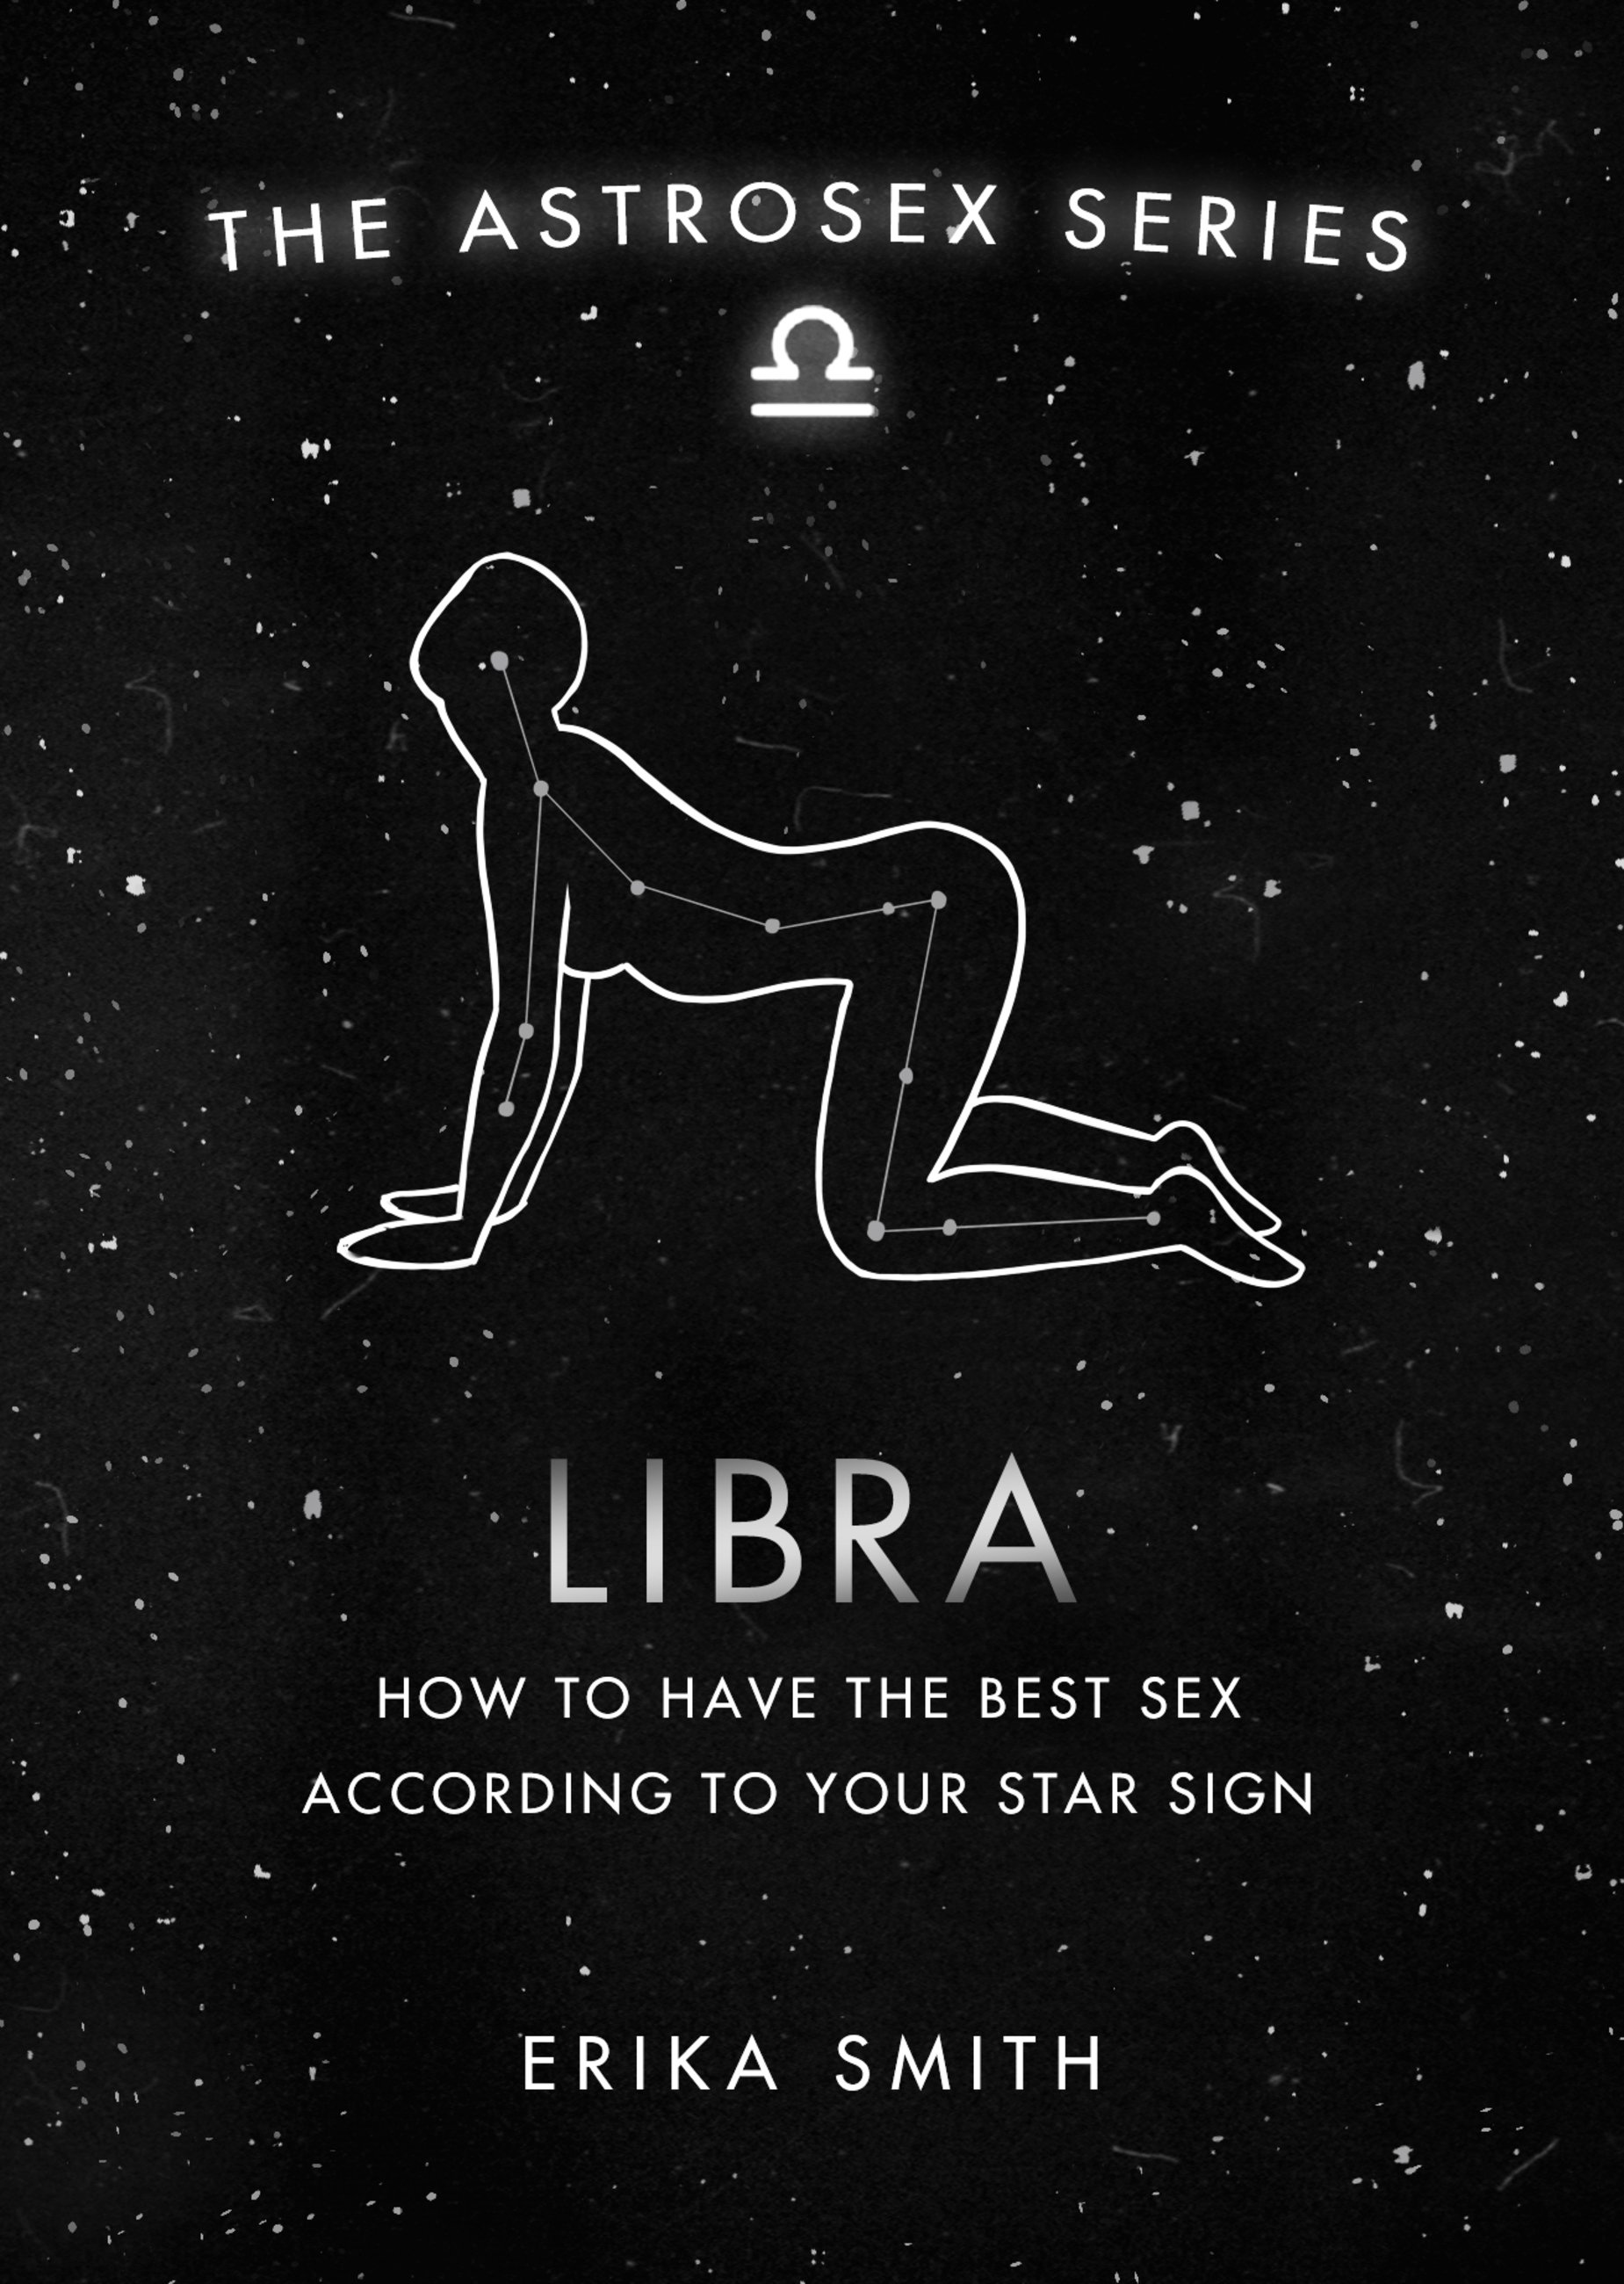 THE ASTROSEX SERIES
♎
LIBRA
HOW TO HAVE THE BEST SEX
ACCORDING TO YOUR STAR SIGN
ERIKA SMITH